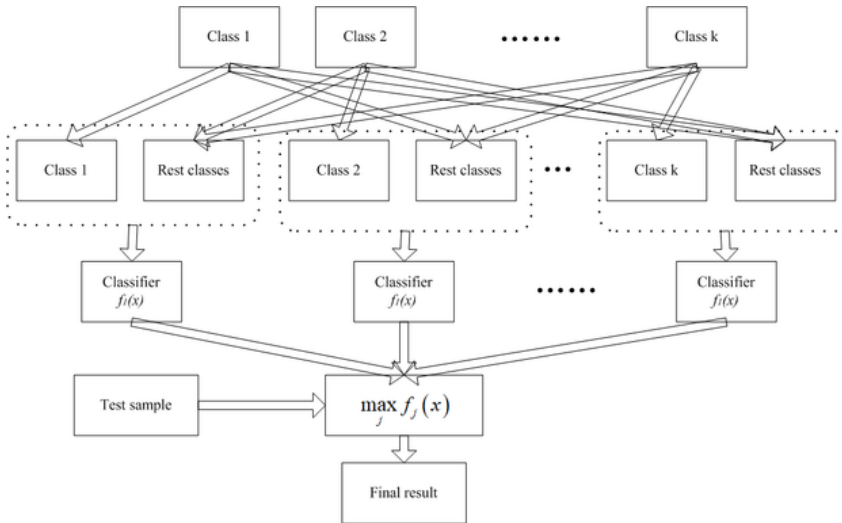 Class 1
Class 2
......
Class k
Class 1
Rest classes
Class 2
Rest classes
...
Class k
Rest classes
Classifier
f₁(x)
Classifier
f₁(x)
......
Classifier
f₁(x)
Test sample
max f_j(x)
j
Final result